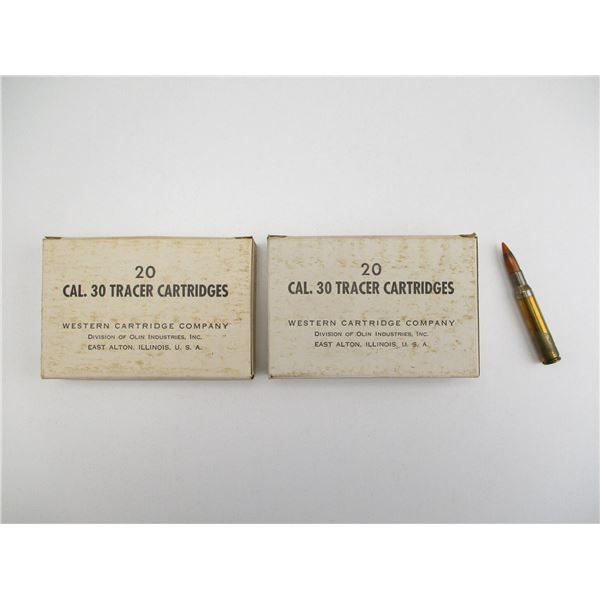 20
CAL. 30 TRACER CARTRIDGES
WESTERN CARTRIDGE COMPANY
DIVISION OF OLIN INDUSTRIES, INC.
EAST ALTON, ILLINOIS, U. S. A.
20
CAL. 30 TRACER CARTRIDGES
WESTERN CARTRIDGE COMPANY
DIVISION OF OLIN INDUSTRIES, INC.
EAST ALTON, ILLINOIS, U. S. A.